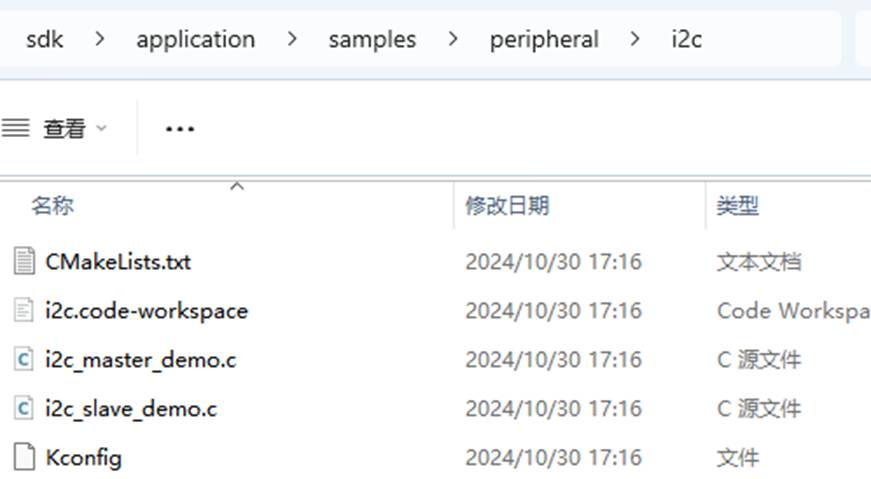 sdk > application > samples > peripheral > i2c
查看
名称 修改日期 类型
CMakeLists.txt 2024/10/30 17:16 文本文档
i2c.code-workspace 2024/10/30 17:16 Code Workspa
i2c_master_demo.c 2024/10/30 17:16 C 源文件
i2c_slave_demo.c 2024/10/30 17:16 C 源文件
Kconfig 2024/10/30 17:16 文件